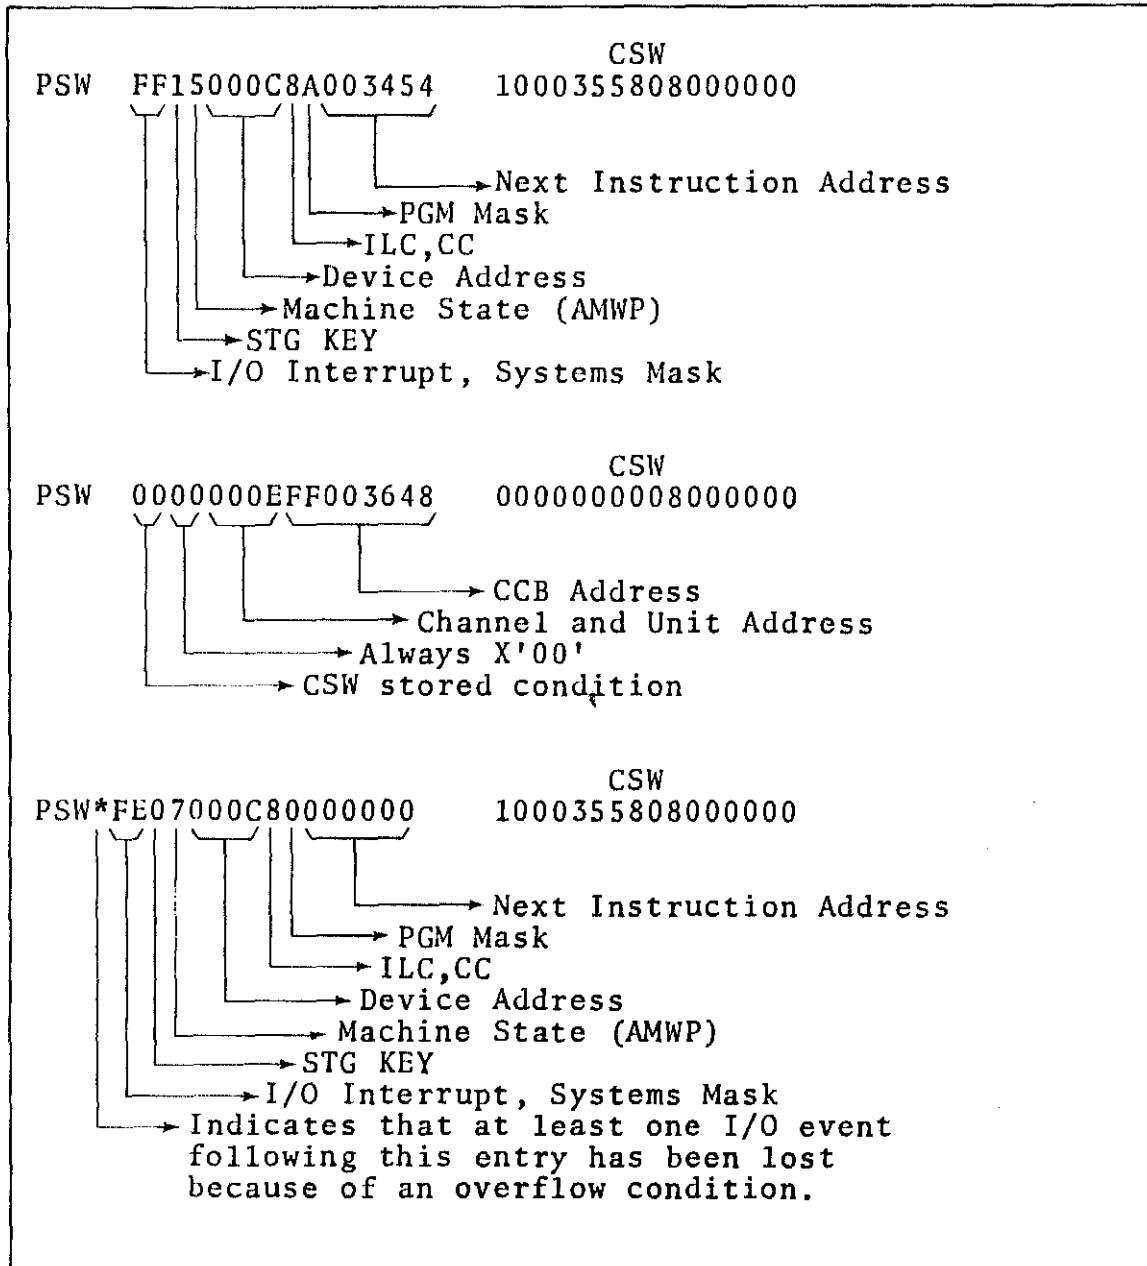 CSW
PSW FF15000C8A003454 1000355808000000
Next Instruction Address
PGM Mask
ILC,CC
Device Address
Machine State (AMWP)
STG KEY
I/O Interrupt, Systems Mask
CSW
PSW 0000000EFF003648 0000000008000000
CCB Address
Channel and Unit Address
Always X'00'
CSW stored condition
CSW
PSW*FE07000C80000000 1000355808000000
Next Instruction Address
PGM Mask
ILC,CC
Device Address
Machine State (AMWP)
STG KEY
I/O Interrupt, Systems Mask
Indicates that at least one I/O event
following this entry has been lost
because of an overflow condition.